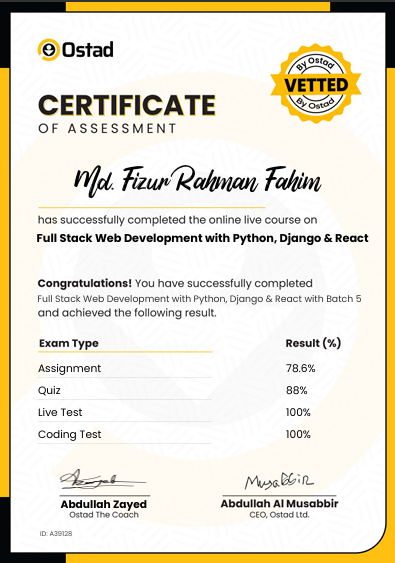 Ostad
By Ostad
VETTED
By Ostad
CERTIFICATE
OF ASSESSMENT
Md. Fizur Rahman Fahim
has successfully completed the online live course on
Full Stack Web Development with Python, Django & React
Congratulations! You have successfully completed
Full Stack Web Development with Python, Django & React with Batch 5
and achieved the following result.
Exam Type Result (%)
Assignment 78.6%
Quiz 88%
Live Test 100%
Coding Test 100%
Musabbir
Abdullah Zayed Abdullah Al Musabbir
Ostad The Coach CEO, Ostad Ltd.
ID: A39128